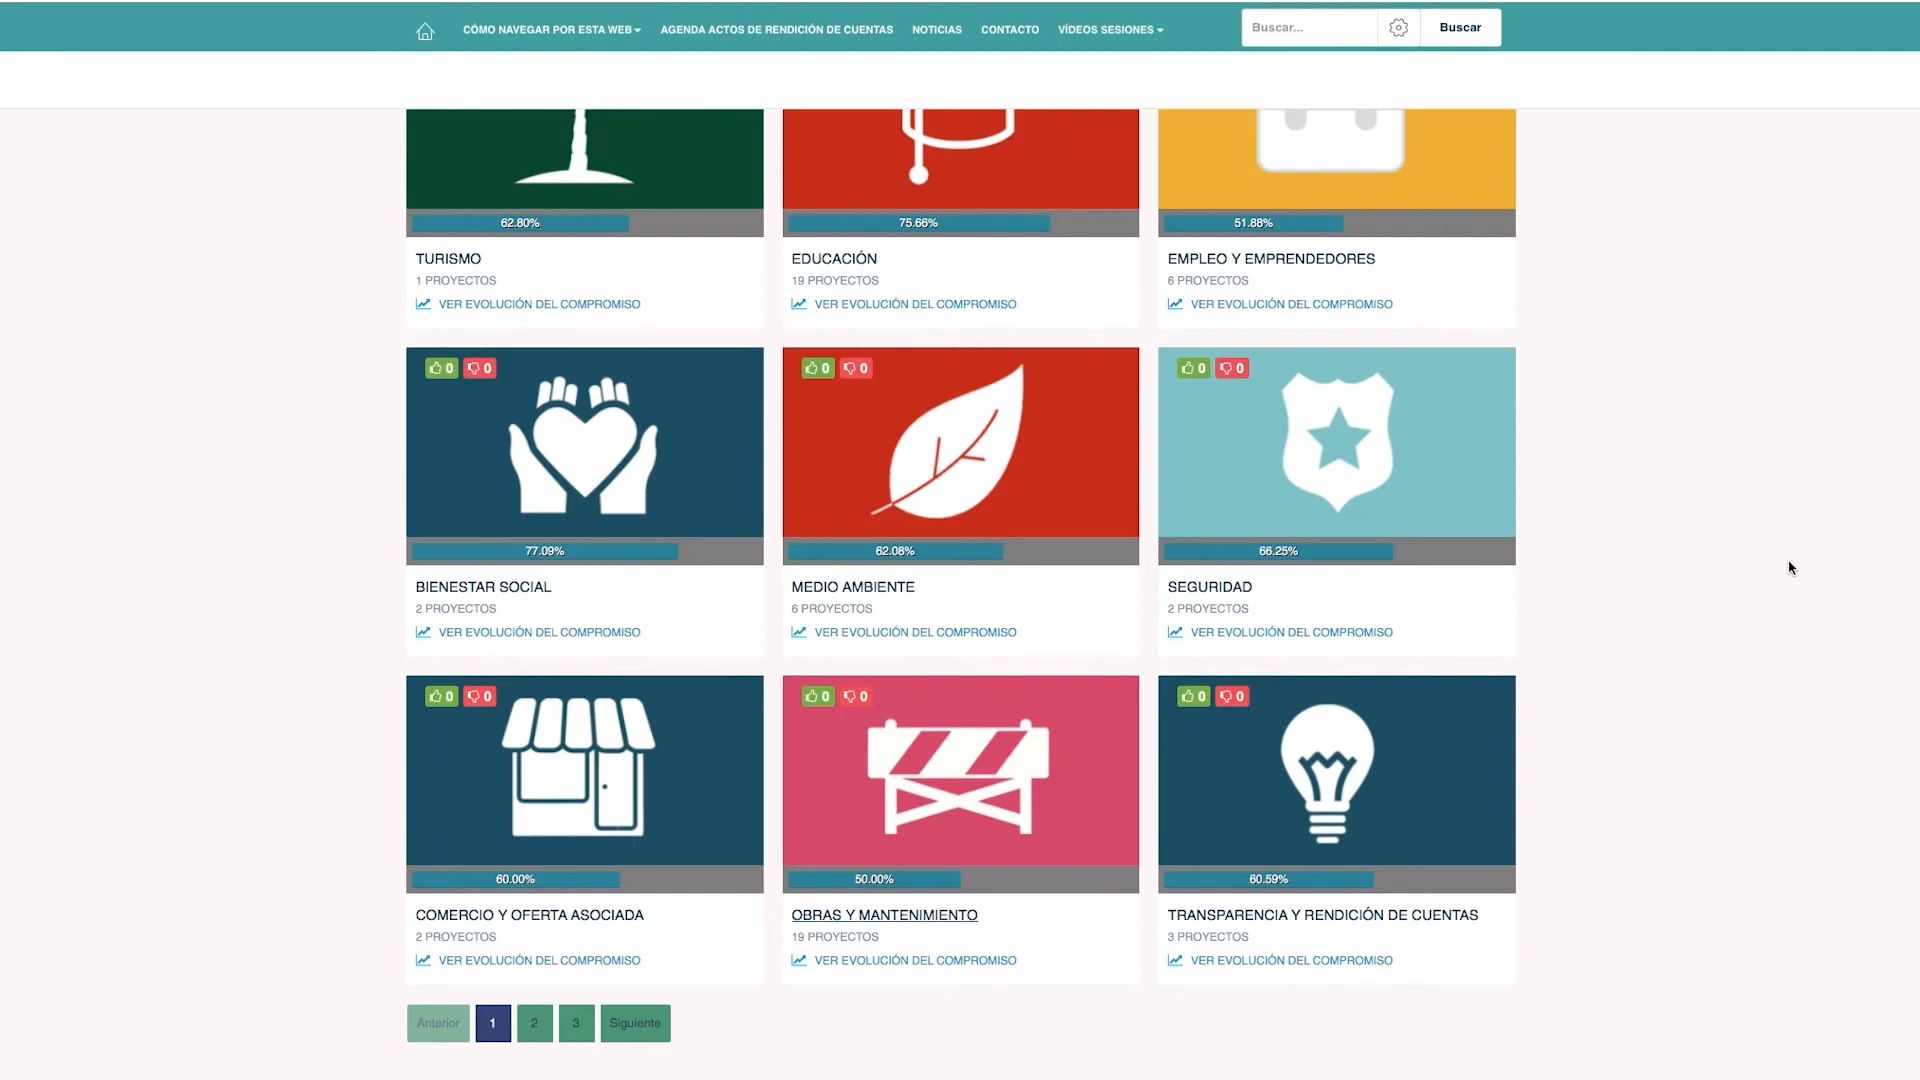 CÓMO NAVEGAR POR ESTA WEB AGENDA ACTOS DE RENDICIÓN DE CUENTAS NOTICIAS CONTACTO VÍDEOS SESIONES Buscar... Buscar
62.80% 75.66% 51.88%
TURISMO EDUCACIÓN EMPLEO Y EMPRENDEDORES
1 PROYECTOS 19 PROYECTOS 6 PROYECTOS
VER EVOLUCIÓN DEL COMPROMISO VER EVOLUCIÓN DEL COMPROMISO VER EVOLUCIÓN DEL COMPROMISO
0 0 0 0 0 0
77.09% 62.08% 66.25%
BIENESTAR SOCIAL MEDIO AMBIENTE SEGURIDAD
2 PROYECTOS 6 PROYECTOS 2 PROYECTOS
VER EVOLUCIÓN DEL COMPROMISO VER EVOLUCIÓN DEL COMPROMISO VER EVOLUCIÓN DEL COMPROMISO
0 0 0 0 0 0
60.00% 50.00% 60.59%
COMERCIO Y OFERTA ASOCIADA OBRAS Y MANTENIMIENTO TRANSPARENCIA Y RENDICIÓN DE CUENTAS
2 PROYECTOS 19 PROYECTOS 3 PROYECTOS
VER EVOLUCIÓN DEL COMPROMISO VER EVOLUCIÓN DEL COMPROMISO VER EVOLUCIÓN DEL COMPROMISO
Anterior 1 2 3 Siguiente